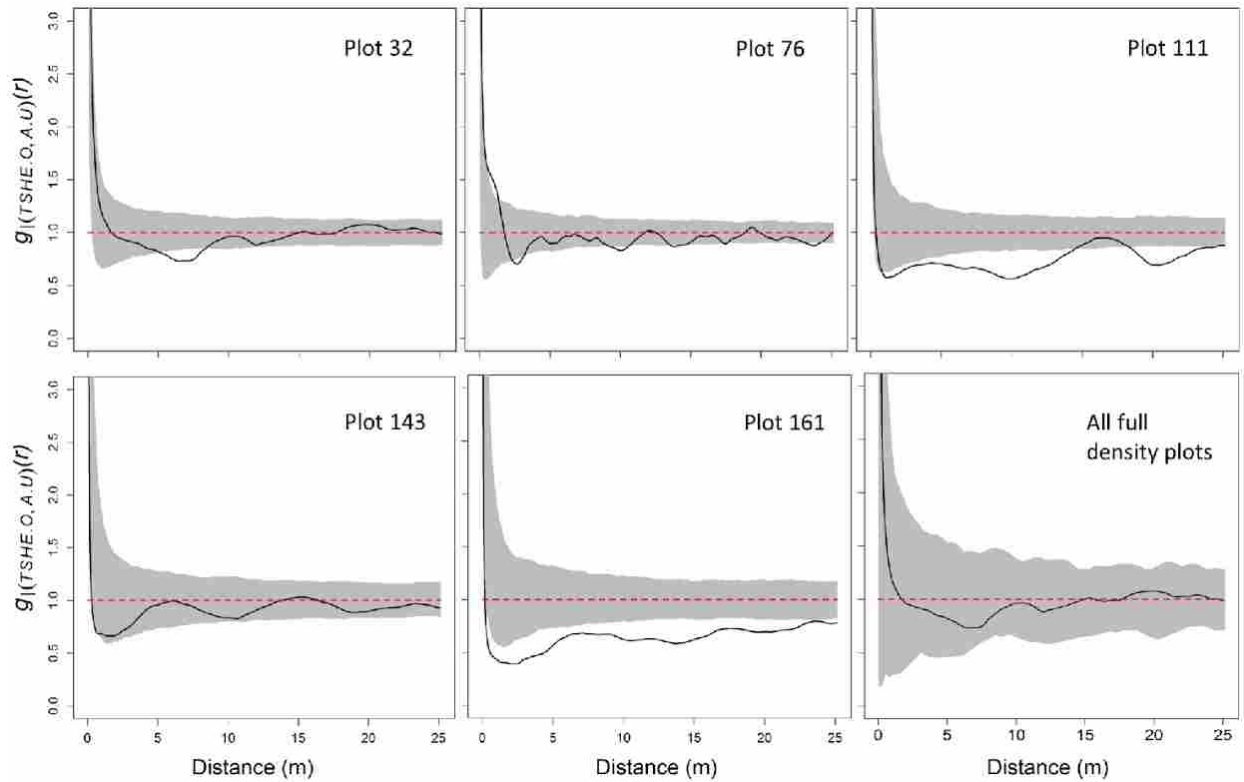 Plot 32
Plot 76
Plot 111
g|(TSHE.O, A.U)(r)
3.0
2.5
2.0
1.5
1.0
0.5
0.0
Plot 143
Plot 161
All full
density plots
g|(TSHE.O, A.U)(r)
3.0
2.5
2.0
1.5
1.0
0.5
0.0
0 5 10 15 20 25
0 5 10 15 20 25
0 5 10 15 20 25
Distance (m)
Distance (m)
Distance (m)